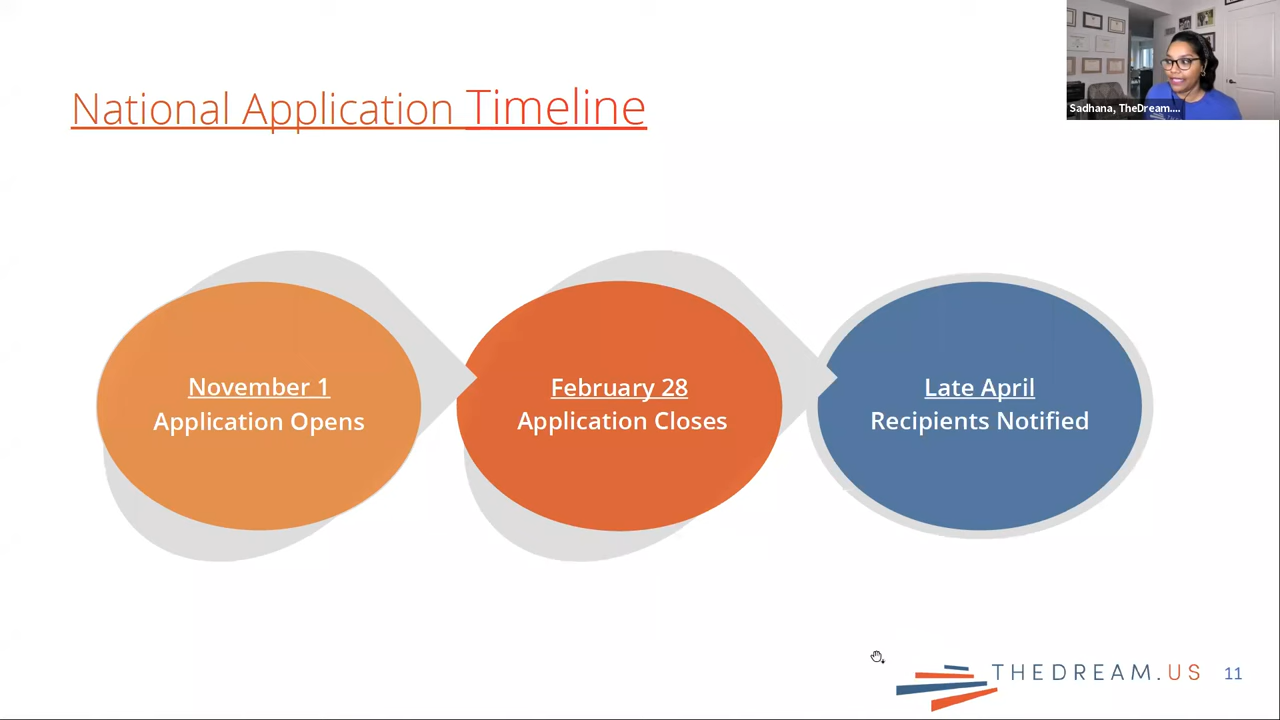 National Application Timeline
Sadhana, TheDream....
November 1
Application Opens
February 28
Application Closes
Late April
Recipients Notified
THEDREAM.US 11